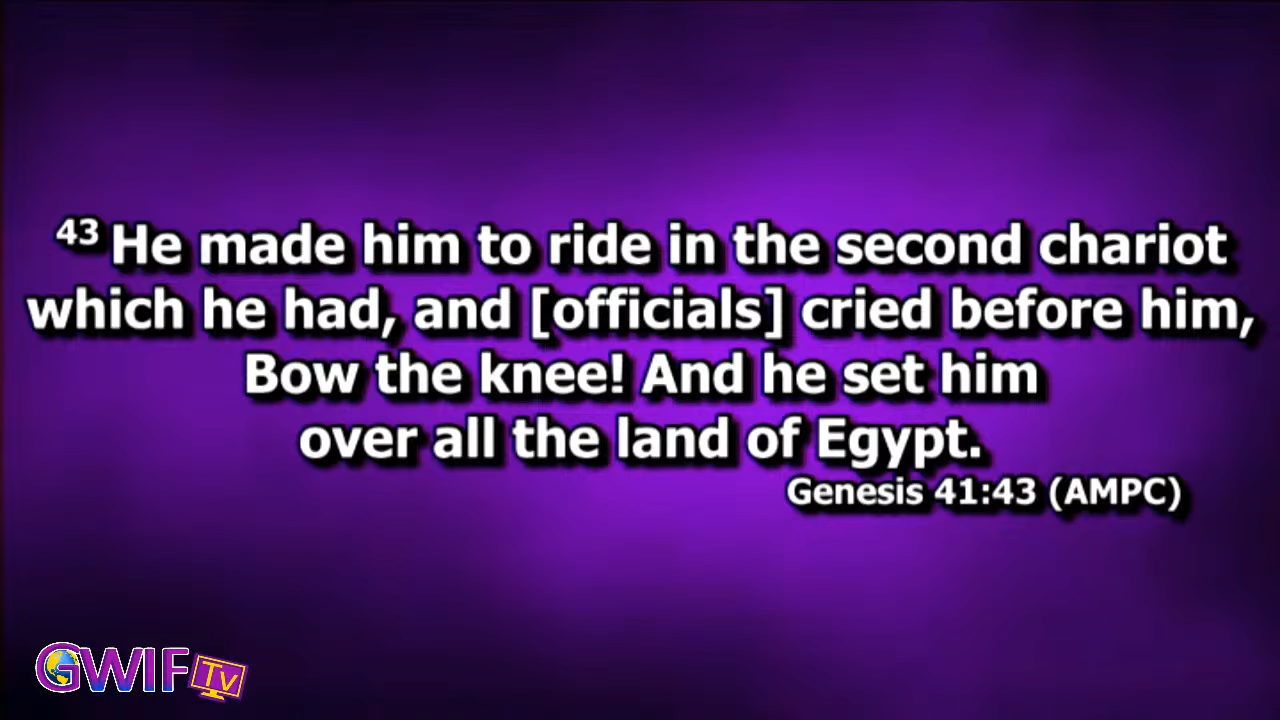 43 He made him to ride in the second chariot
which he had, and [officials] cried before him,
Bow the knee! And he set him
over all the land of Egypt.
Genesis 41:43 (AMPC)
GWIF Tv